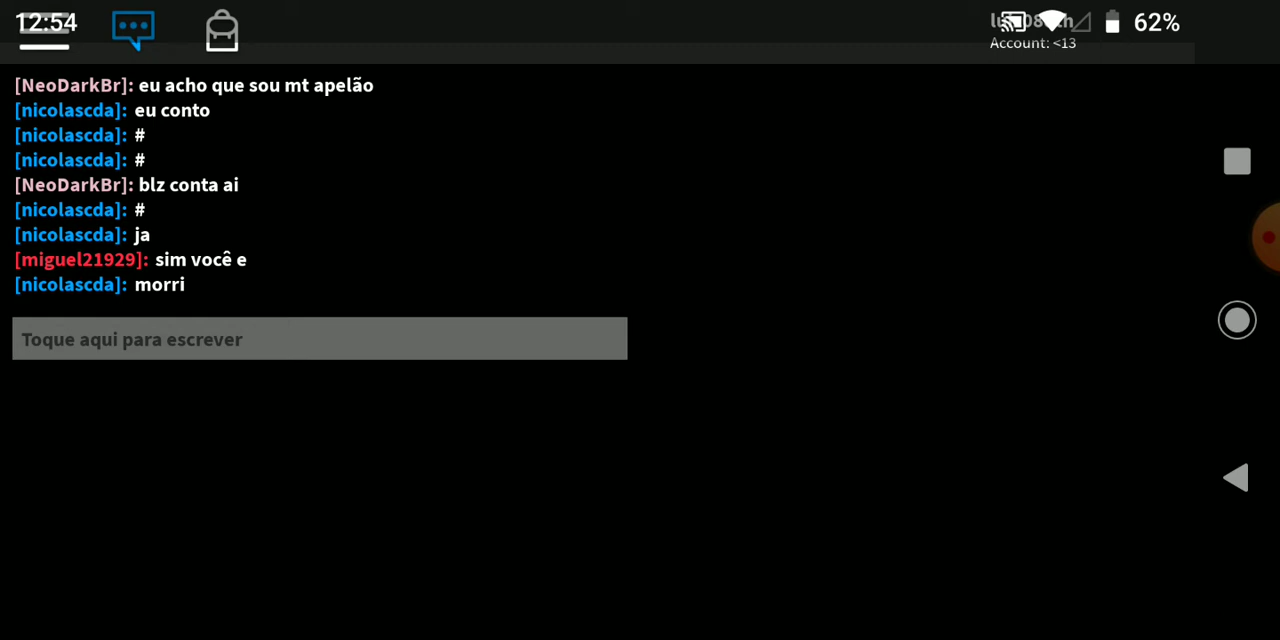 12:54
62%
Account: <13
[NeoDarkBr]: eu acho que sou mt apelão
[nicolascda]: eu conto
[nicolascda]: #
[nicolascda]: #
[NeoDarkBr]: blz conta ai
[nicolascda]: #
[nicolascda]: ja
[miguel21929]: sim você e
[nicolascda]: morri
Toque aqui para escrever